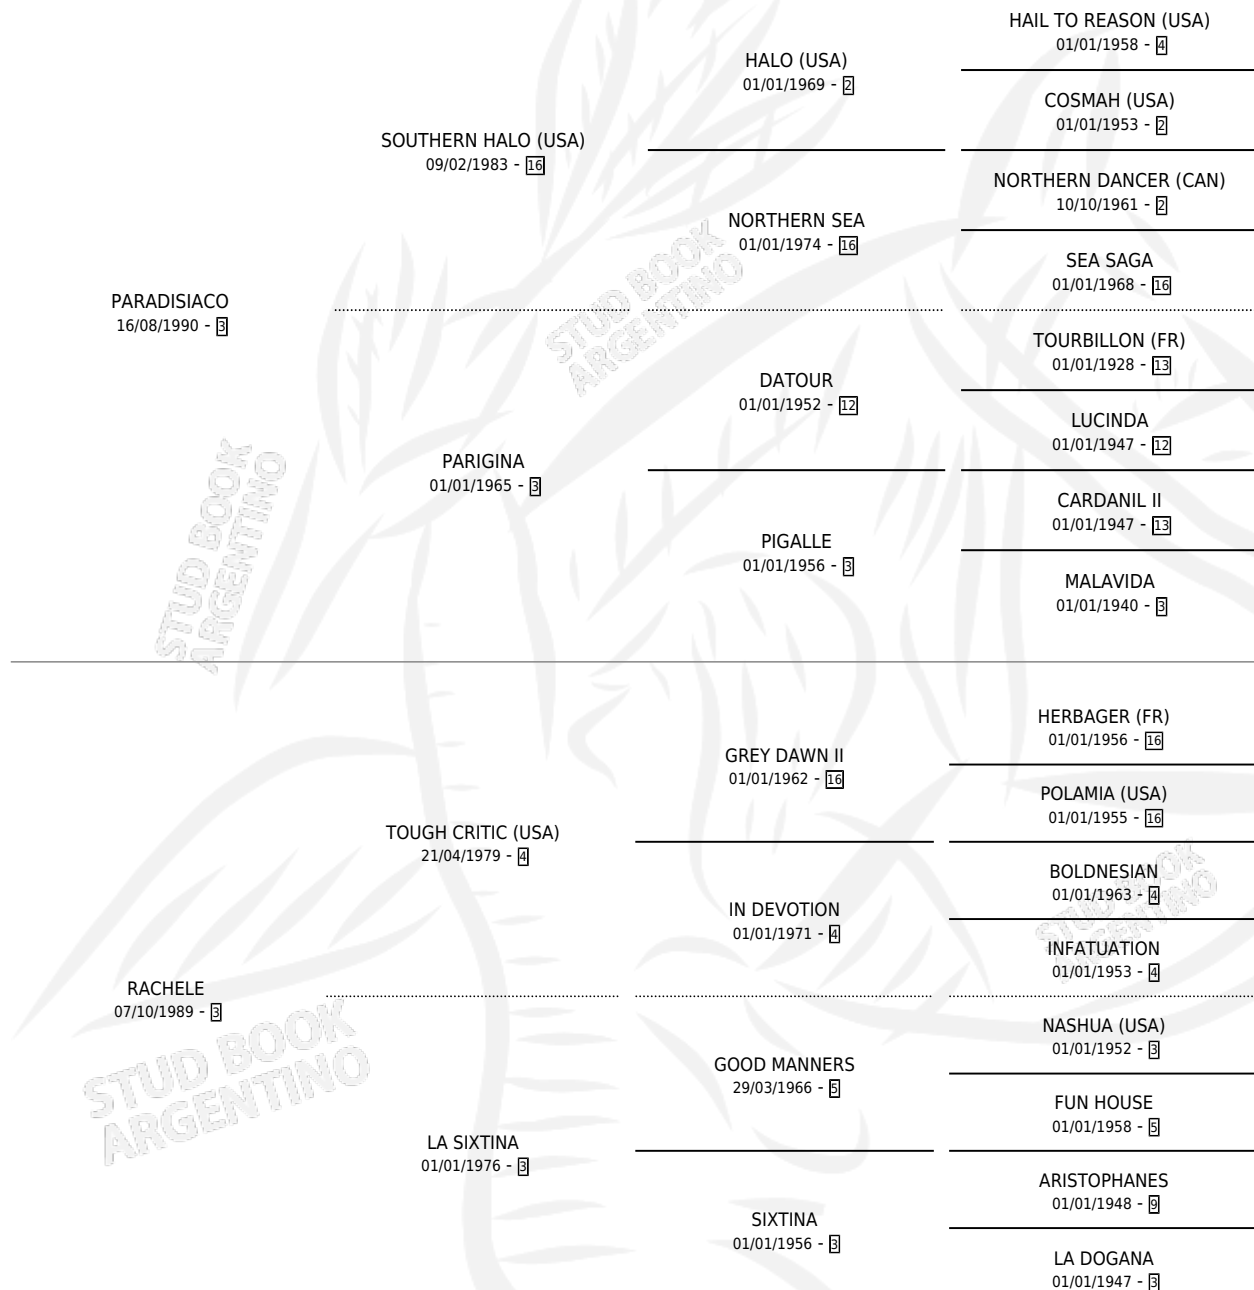 HAIL TO REASON (USA)
01/01/1958 - 4
HALO (USA)
01/01/1969 - 2
COSMAH (USA)
01/01/1953 - 2
SOUTHERN HALO (USA)
09/02/1983 - 16
NORTHERN DANCER (CAN)
10/10/1961 - 2
NORTHERN SEA
01/01/1974 - 16
SEA SAGA
01/01/1968 - 16
PARADISIACO
16/08/1990 - 3
TOURBILLON (FR)
01/01/1928 - 13
DATOUR
01/01/1952 - 12
LUCINDA
01/01/1947 - 12
PARIGINA
01/01/1965 - 3
CARDANIL II
01/01/1947 - 13
PIGALLE
01/01/1956 - 3
MALAVIDA
01/01/1940 - 3
HERBAGER (FR)
01/01/1956 - 16
GREY DAWN II
01/01/1962 - 16
POLAMIA (USA)
01/01/1955 - 16
TOUGH CRITIC (USA)
21/04/1979 - 4
BOLDNESIAN
01/01/1963 - 4
IN DEVOTION
01/01/1971 - 4
INFATUATION
01/01/1953 - 4
RACHELE
07/10/1989 - 3
NASHUA (USA)
01/01/1952 - 3
GOOD MANNERS
29/03/1966 - 5
FUN HOUSE
01/01/1958 - 5
LA SIXTINA
01/01/1976 - 3
ARISTOPHANES
01/01/1948 - 9
SIXTINA
01/01/1956 - 3
LA DOGANA
01/01/1947 - 3
STUD BOOK
ARGENTINO
STUD BOOK
ARGENTINO
STUD BOOK
ARGENTINO
STUD BOOK
ARGENTINO